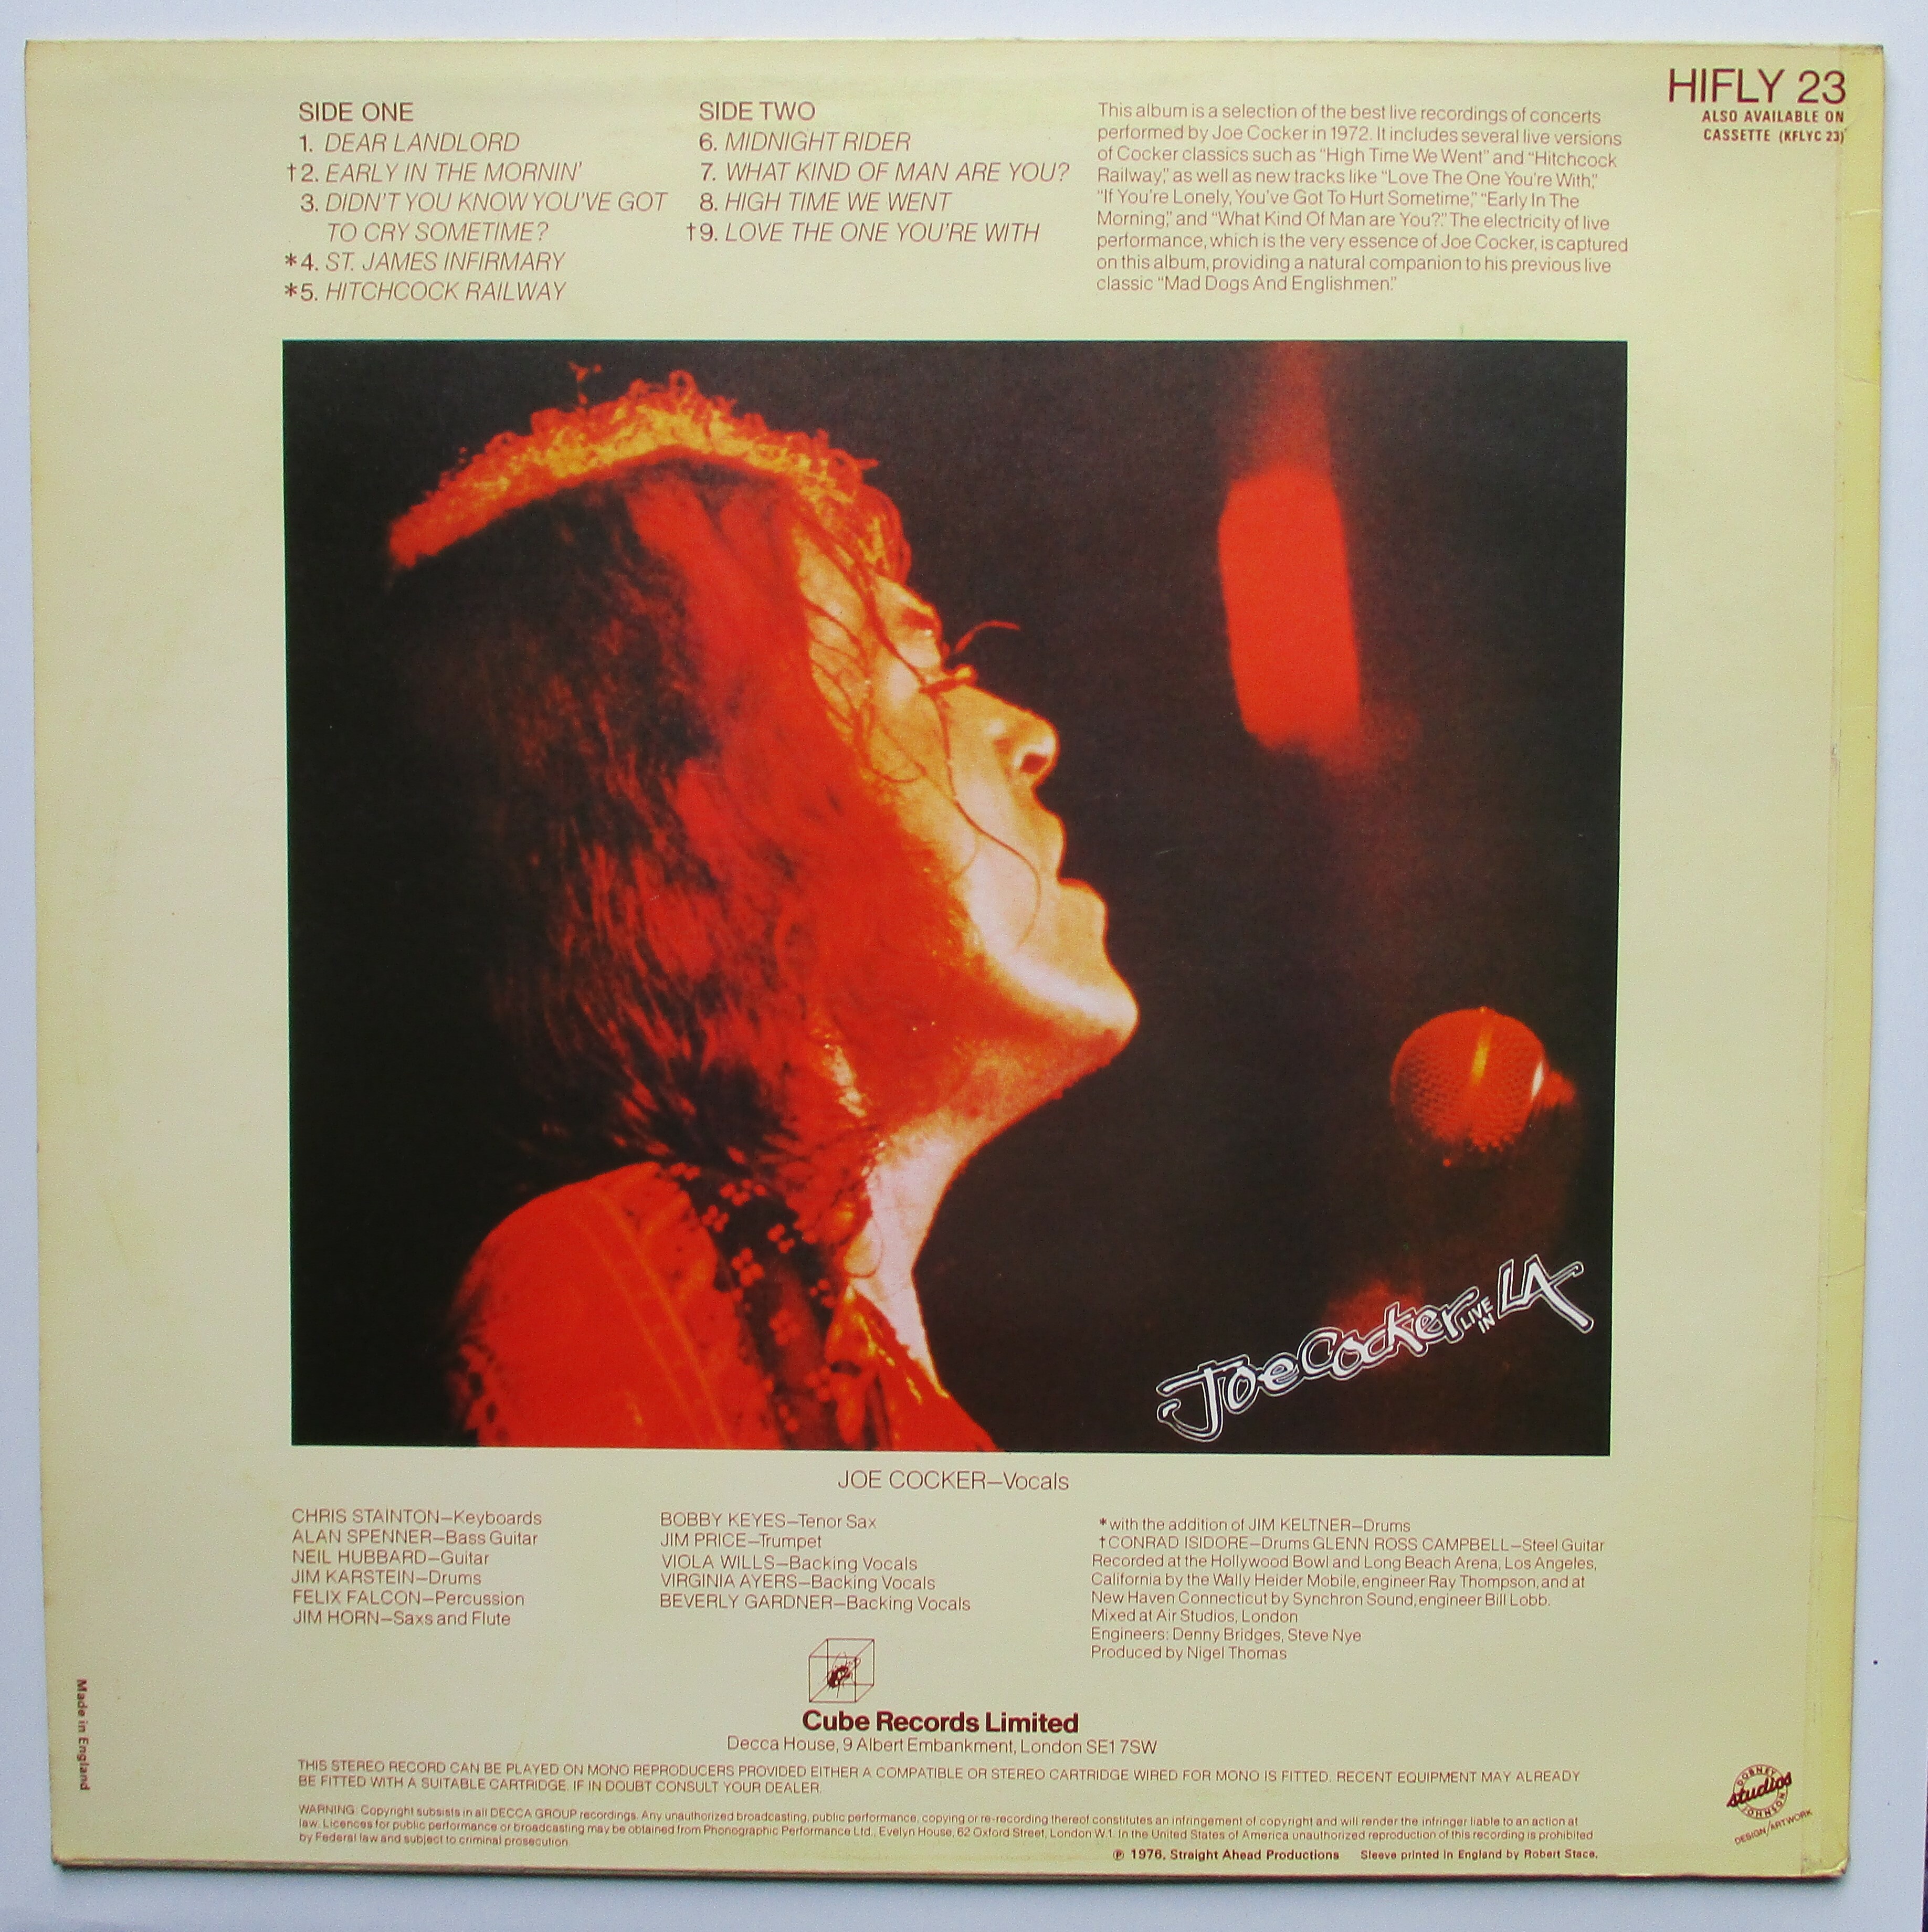 HIFLY 23
ALSO AVAILABLE ON
CASSETTE (KFLYC 23)
SIDE ONE
1. DEAR LANDLORD
†2. EARLY IN THE MORNIN'
3. DIDN'T YOU KNOW YOU'VE GOT
TO CRY SOMETIME?
*4. ST. JAMES INFIRMARY
*5. HITCHCOCK RAILWAY
SIDE TWO
6. MIDNIGHT RIDER
7. WHAT KIND OF MAN ARE YOU?
8. HIGH TIME WE WENT
†9. LOVE THE ONE YOU'RE WITH
This album is a selection of the best live recordings of concerts
performed by Joe Cocker in 1972. It includes several live versions
of Cocker classics such as "High Time We Went" and "Hitchcock
Railway," as well as new tracks like "Love The One You're With,"
"If You're Lonely, You've Got To Hurt Sometime," "Early In The
Morning," and "What Kind Of Man are You?." The electricity of live
performance, which is the very essence of Joe Cocker, is captured
on this album, providing a natural companion to his previous live
classic "Mad Dogs And Englishmen."
Joe Cocker LIVE IN LA
JOE COCKER—Vocals
CHRIS STAINTON—Keyboards
ALAN SPENNER—Bass Guitar
NEIL HUBBARD—Guitar
JIM KARSTEIN—Drums
FELIX FALCON—Percussion
JIM HORN—Saxs and Flute
BOBBY KEYES—Tenor Sax
JIM PRICE—Trumpet
VIOLA WILLS—Backing Vocals
VIRGINIA AYERS—Backing Vocals
BEVERLY GARDNER—Backing Vocals
*with the addition of JIM KELTNER—Drums
†CONRAD ISIDORE—Drums GLENN ROSS CAMPBELL—Steel Guitar
Recorded at the Hollywood Bowl and Long Beach Arena, Los Angeles,
California by the Wally Heider Mobile, engineer Ray Thompson, and at
New Haven Connecticut by Synchron Sound, engineer Bill Lobb.
Mixed at Air Studios, London
Engineers: Denny Bridges, Steve Nye
Produced by Nigel Thomas
Cube Records Limited
Decca House, 9 Albert Embankment, London SE1 7SW
THIS STEREO RECORD CAN BE PLAYED ON MONO REPRODUCERS PROVIDED EITHER A COMPATIBLE OR STEREO CARTRIDGE WIRED FOR MONO IS FITTED. RECENT EQUIPMENT MAY ALREADY
BE FITTED WITH A SUITABLE CARTRIDGE. IF IN DOUBT CONSULT YOUR DEALER.
WARNING: Copyright subsists in all DECCA GROUP recordings. Any unauthorized broadcasting, public performance, copying or re-recording thereof constitutes an infringement of copyright and will render the infringer liable to an action at
law. Licences for public performance or broadcasting may be obtained from Phonographic Performance Ltd., Evelyn House, 62 Oxford Street, London W.1. In the United States of America unauthorized reproduction of this recording is prohibited
by Federal law and subject to criminal prosecution.
℗ 1976, Straight Ahead Productions Sleeve printed in England by Robert Stace.
Made in England
DORNEY
studios
JOHNSON
DESIGN/ARTWORK